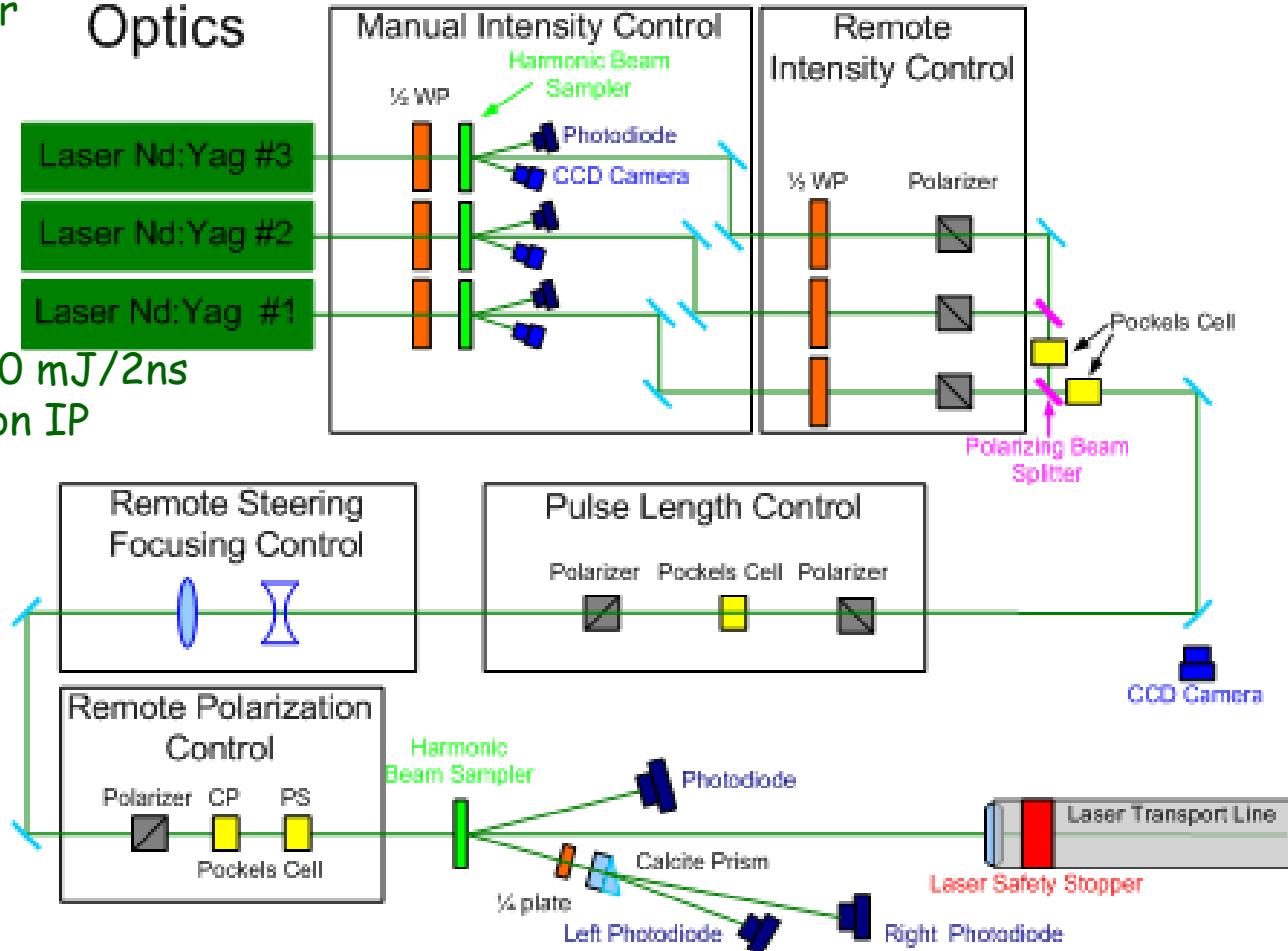 r
Optics
Manual Intensity Control
Remote
Intensity Control
Harmonic Beam
Sampler
½ WP
Photodiode
CCD Camera
½ WP
Polarizer
Laser Nd:Yag #3
Laser Nd:Yag #2
Laser Nd:Yag #1
0 mJ/2ns
on IP
Pockels Cell
Polarizing Beam
Splitter
Remote Steering
Focusing Control
Pulse Length Control
Polarizer Pockels Cell Polarizer
CCD Camera
Remote Polarization
Control
Polarizer CP PS
Pockels Cell
Harmonic
Beam Sampler
Photodiode
Calcite Prism
¼ plate
Left Photodiode
Right Photodiode
Laser Transport Line
Laser Safety Stopper